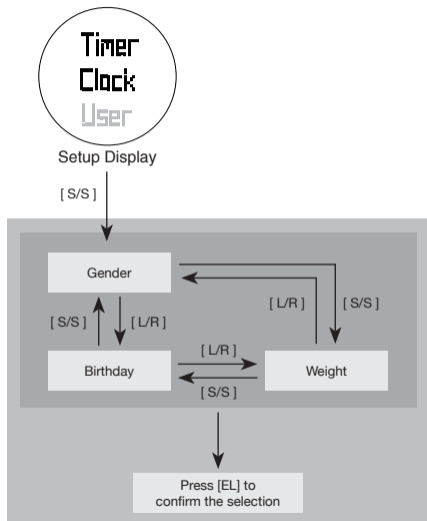 Timer
Clock
User
Setup Display
[ S/S ]
Gender
[ L/R ]
[ S/S ]
[ S/S ]
[ L/R ]
[ L/R ]
Birthday
Weight
[ S/S ]
Press [EL] to
confirm the selection